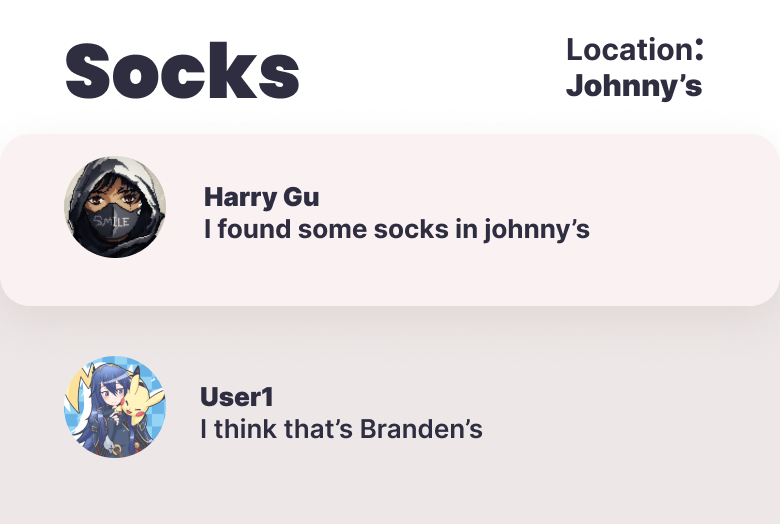 Socks
Location:
Johnny’s
SMILE
Harry Gu
I found some socks in johnny’s
User1
I think that’s Branden’s